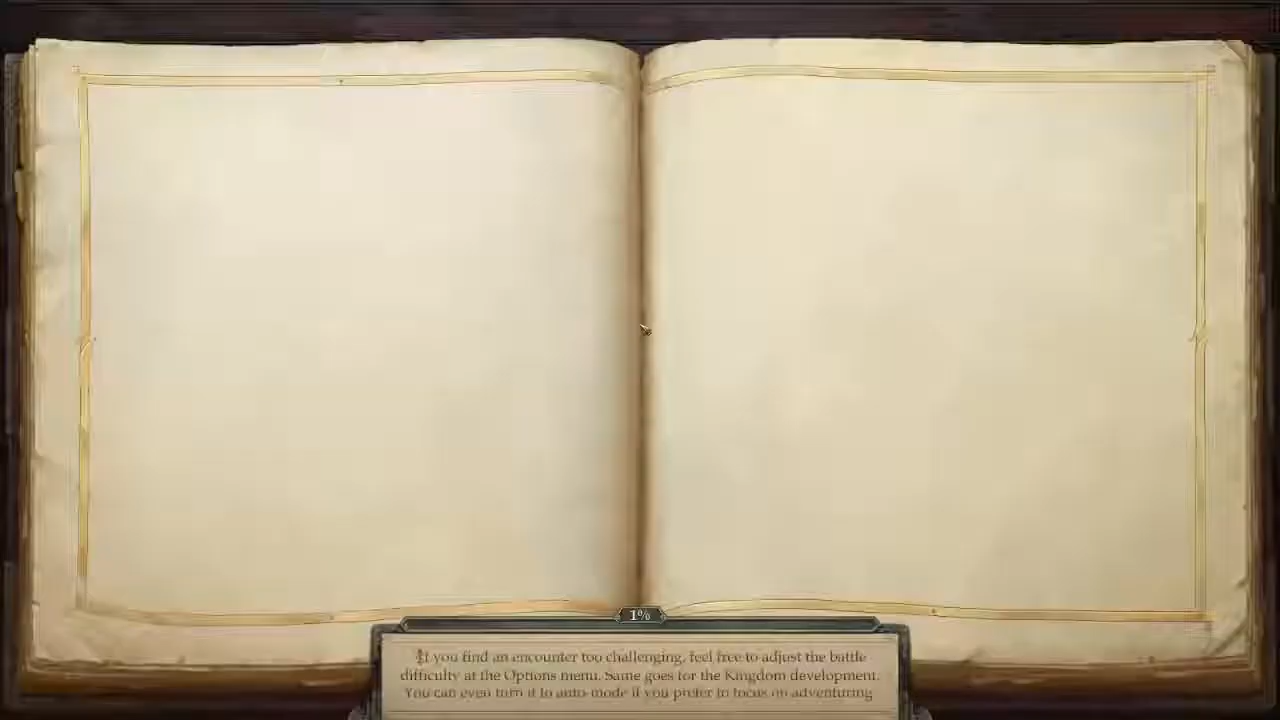 1%
If you find an encounter too challenging, feel free to adjust the battle
difficulty at the Options menu. Same goes for the Kingdom development.
You can even turn it to auto-mode if you prefer to focus on adventuring